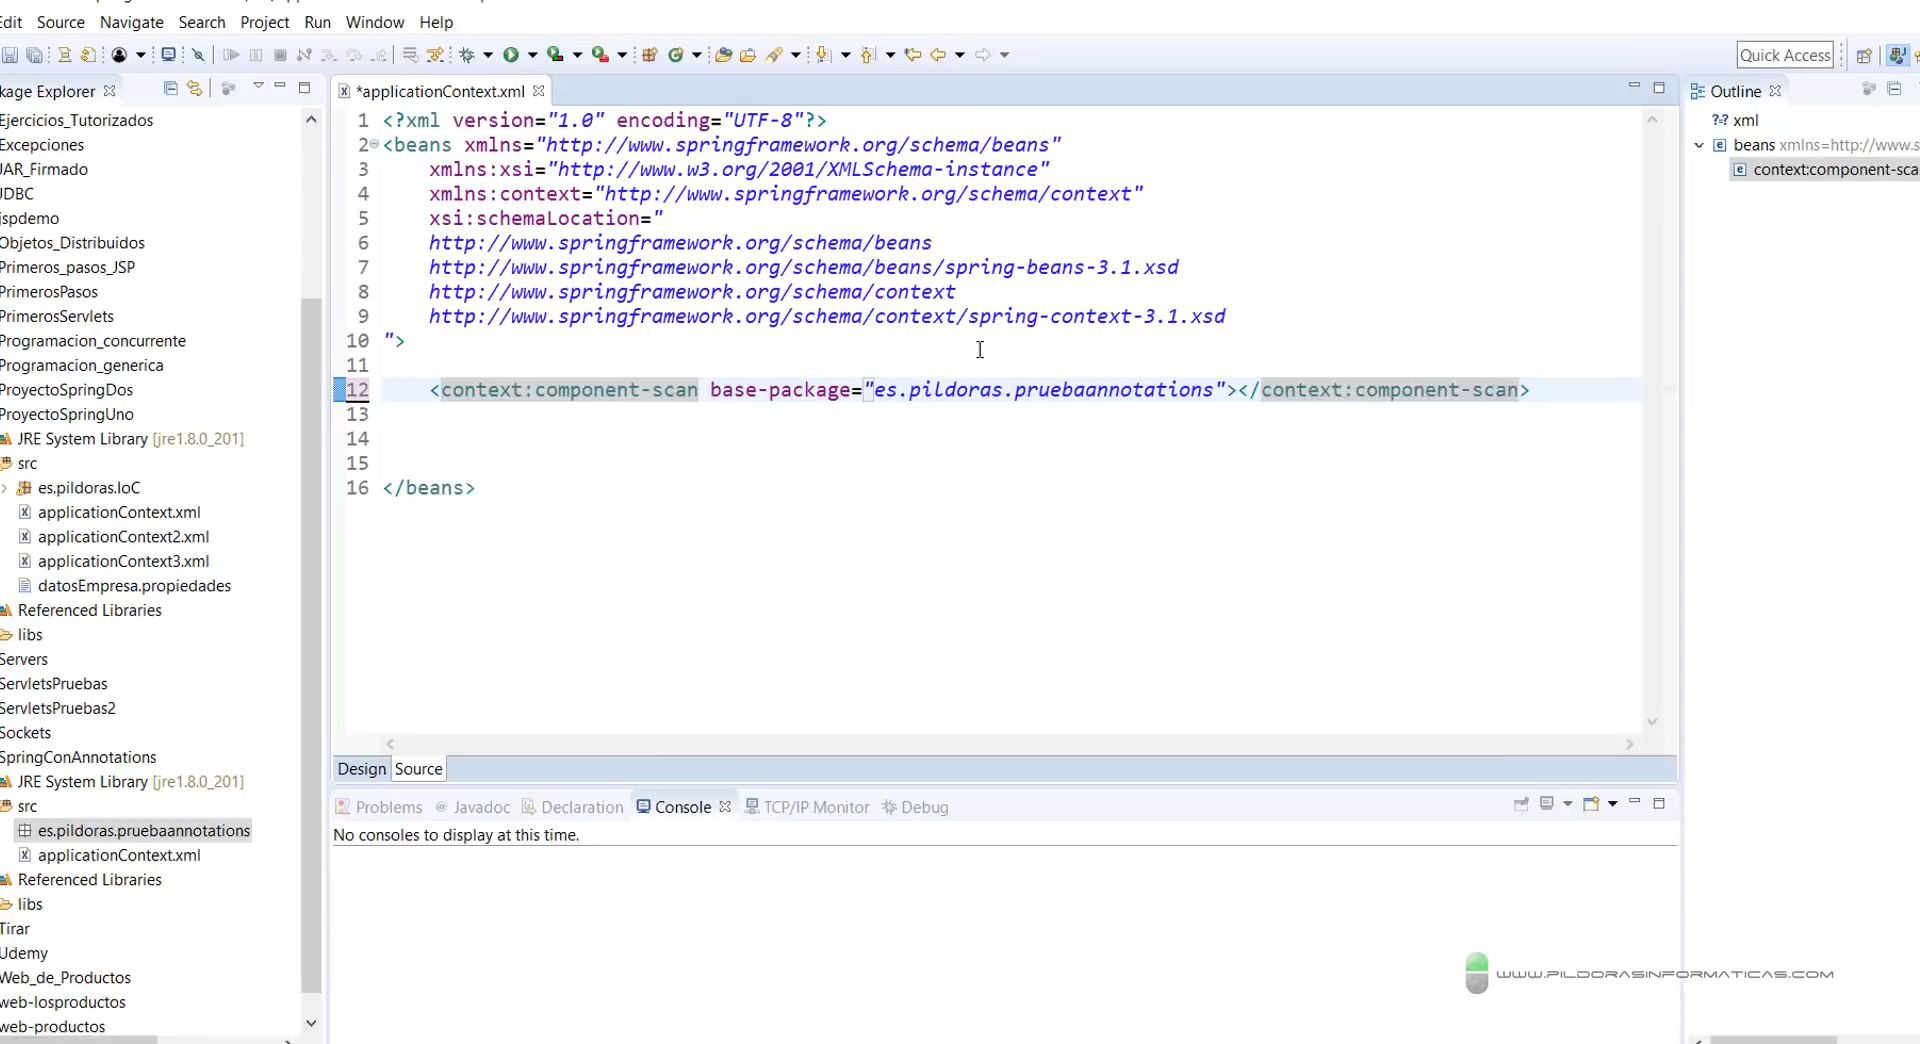 Edit Source Navigate Search Project Run Window Help
Quick Access
kage Explorer
Ejercicios_Tutorizados
Excepciones
JAR_Firmado
JDBC
jspdemo
Objetos_Distribuidos
Primeros_pasos_JSP
PrimerosPasos
PrimerosServlets
Programacion_concurrente
Programacion_generica
ProyectoSpringDos
ProyectoSpringUno
JRE System Library [jre1.8.0_201]
src
es.pildoras.IoC
applicationContext.xml
applicationContext2.xml
applicationContext3.xml
datosEmpresa.propiedades
Referenced Libraries
libs
Servers
ServletsPruebas
ServletsPruebas2
Sockets
SpringConAnnotations
JRE System Library [jre1.8.0_201]
src
es.pildoras.pruebaannotations
applicationContext.xml
Referenced Libraries
libs
Tirar
Udemy
Web_de_Productos
web-losproductos
web-productos
*applicationContext.xml
1 <?xml version="1.0" encoding="UTF-8"?>
2 <beans xmlns="http://www.springframework.org/schema/beans"
3 xmlns:xsi="http://www.w3.org/2001/XMLSchema-instance"
4 xmlns:context="http://www.springframework.org/schema/context"
5 xsi:schemaLocation="
6 http://www.springframework.org/schema/beans
7 http://www.springframework.org/schema/beans/spring-beans-3.1.xsd
8 http://www.springframework.org/schema/context
9 http://www.springframework.org/schema/context/spring-context-3.1.xsd
10 ">
11
12 <context:component-scan base-package="es.pildoras.pruebaannotations"></context:component-scan>
13
14
15
16 </beans>
Design Source
Problems @ Javadoc Declaration Console TCP/IP Monitor Debug
No consoles to display at this time.
Outline
?-? xml
beans xmlns=http://www.s
context:component-sca
WWW.PILDORASINFORMATICAS.COM